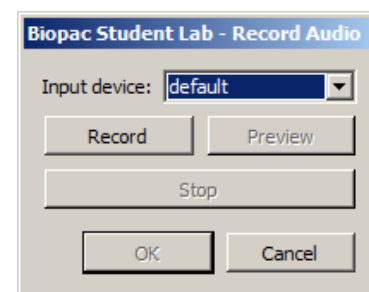 Biopac Student Lab - Record Audio
Input device: default
Record Preview
Stop
OK Cancel